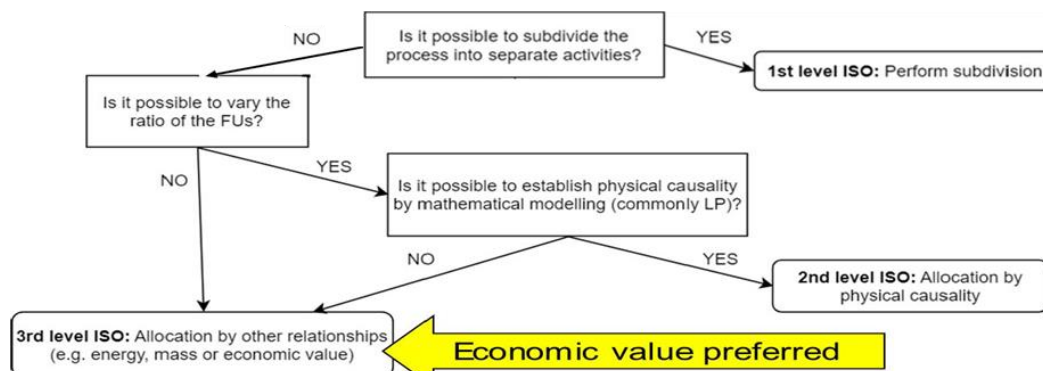 Is it possible to subdivide the
process into separate activities?
NO
YES
1st level ISO: Perform subdivision
Is it possible to vary the
ratio of the FUs?
NO
YES
Is it possible to establish physical causality
by mathematical modelling (commonly LP)?
NO
YES
2nd level ISO: Allocation by
physical causality
3rd level ISO: Allocation by other relationships
(e.g. energy, mass or economic value)
Economic value preferred